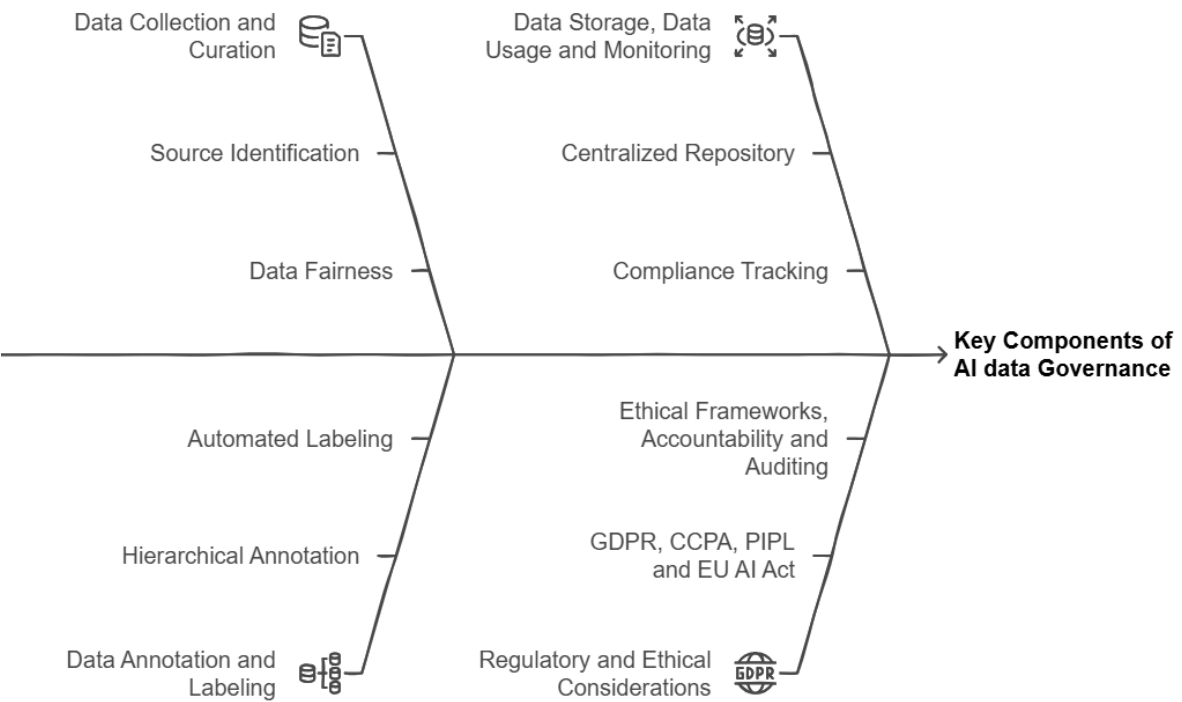 Data Collection and
Curation
Data Storage, Data
Usage and Monitoring
Source Identification
Centralized Repository
Data Fairness
Compliance Tracking
Key Components of
AI data Governance
Automated Labeling
Ethical Frameworks,
Accountability and
Auditing
Hierarchical Annotation
GDPR, CCPA, PIPL
and EU AI Act
Data Annotation and
Labeling
Regulatory and Ethical
Considerations
GDPR